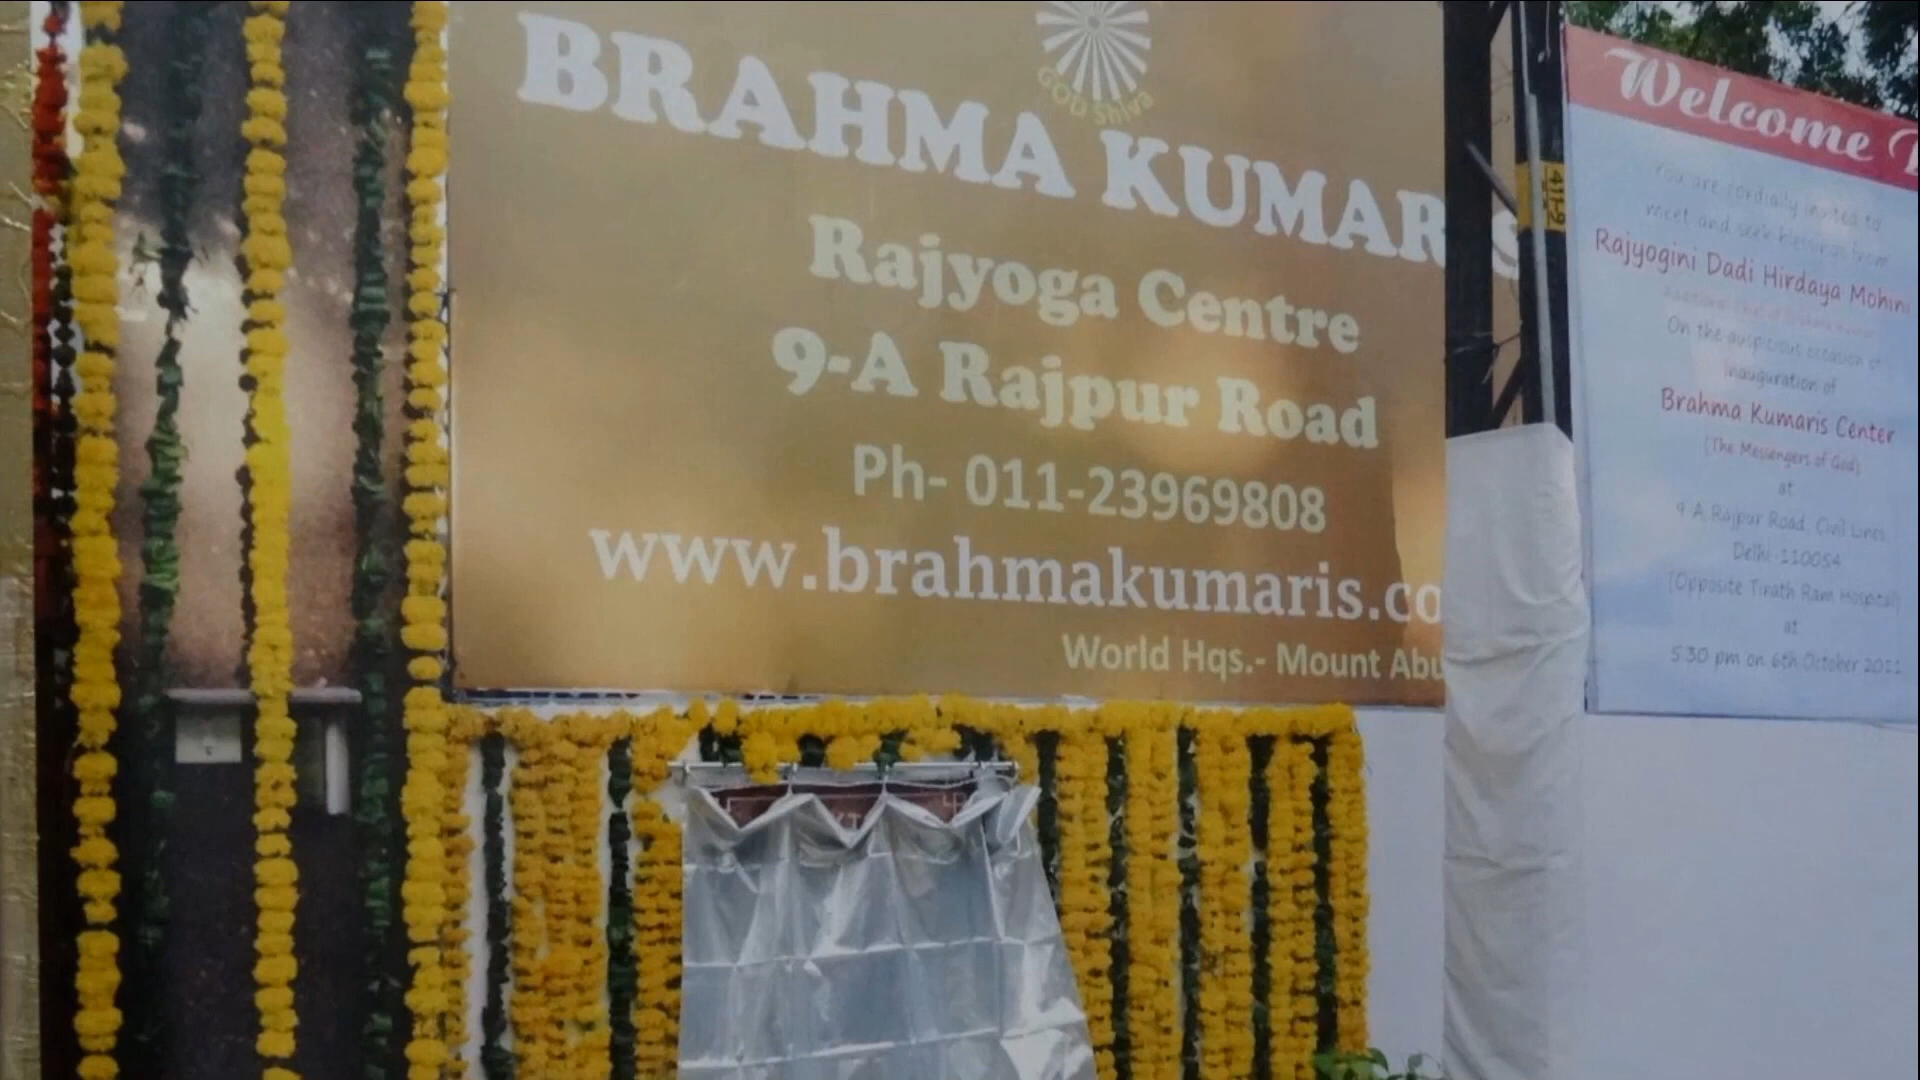 GOD Shiva
BRAHMA KUMARIS
Rajyoga Centre
9-A Rajpur Road
Ph- 011-23969808
www.brahmakumaris.co
World Hqs.- Mount Abu
411-9
Welcome
You are cordially invited to
meet and seek blessings from
Rajyogini Dadi Hirdaya Mohini
On the auspicious occasion of
inauguration of
Brahma Kumaris Center
(The Messengers of God)
at
9 A Rajpur Road, Civil Lines
Delhi-110054
(Opposite Tirath Ram Hospital)
at
5.30 pm on 6th October 2011